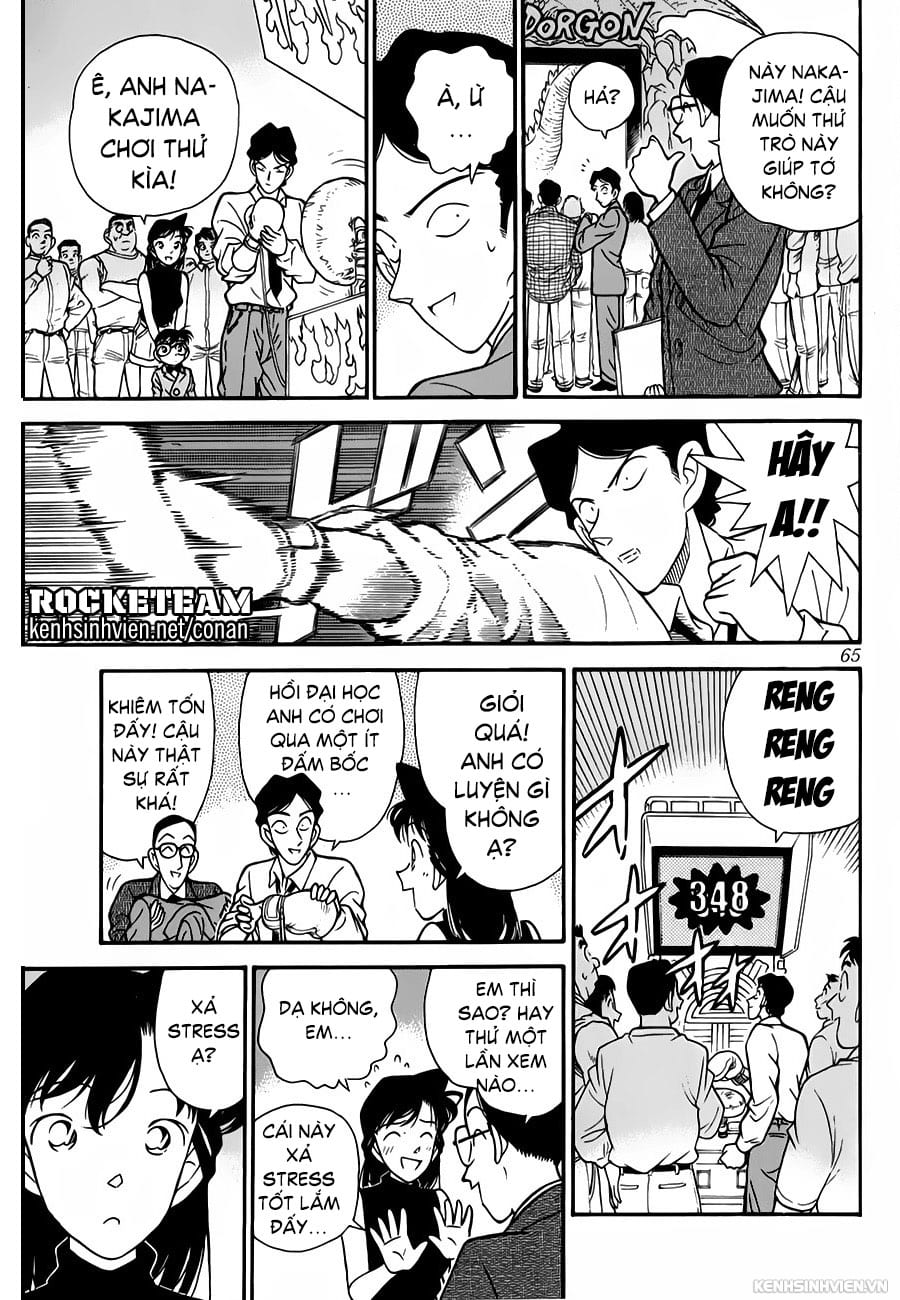 DORGON
NÀY NAKA-
JIMA! CẬU
MUỐN THỬ
TRÒ NÀY
GIÚP TỚ
KHÔNG?
HẢ?
À, Ừ
...
Ê, ANH NA-
KAJIMA
CHƠI THỬ
KÌA!
HÂY
A!!
ROCKETEAM
kenhsinhvien.net/conan
65
RENG
RENG
RENG
348
GIỎI
QUÁ!
ANH CÓ
LUYỆN GÌ
KHÔNG
Ạ?
HỒI ĐẠI HỌC
ANH CÓ CHƠI
QUA MỘT ÍT
ĐẤM BỐC
...
KHIÊM TỐN
ĐẤY! CẬU
NÀY THẬT
SỰ RẤT
KHÁ!
EM THÌ
SAO? HAY
THỬ MỘT
LẦN XEM
NÀO...
DẠ KHÔNG,
EM...
CÁI NÀY
XẢ
STRESS
TỐT LẮM
ĐẤY...
XẢ
STRESS
Ạ?
KENHSINHVIEN.VN